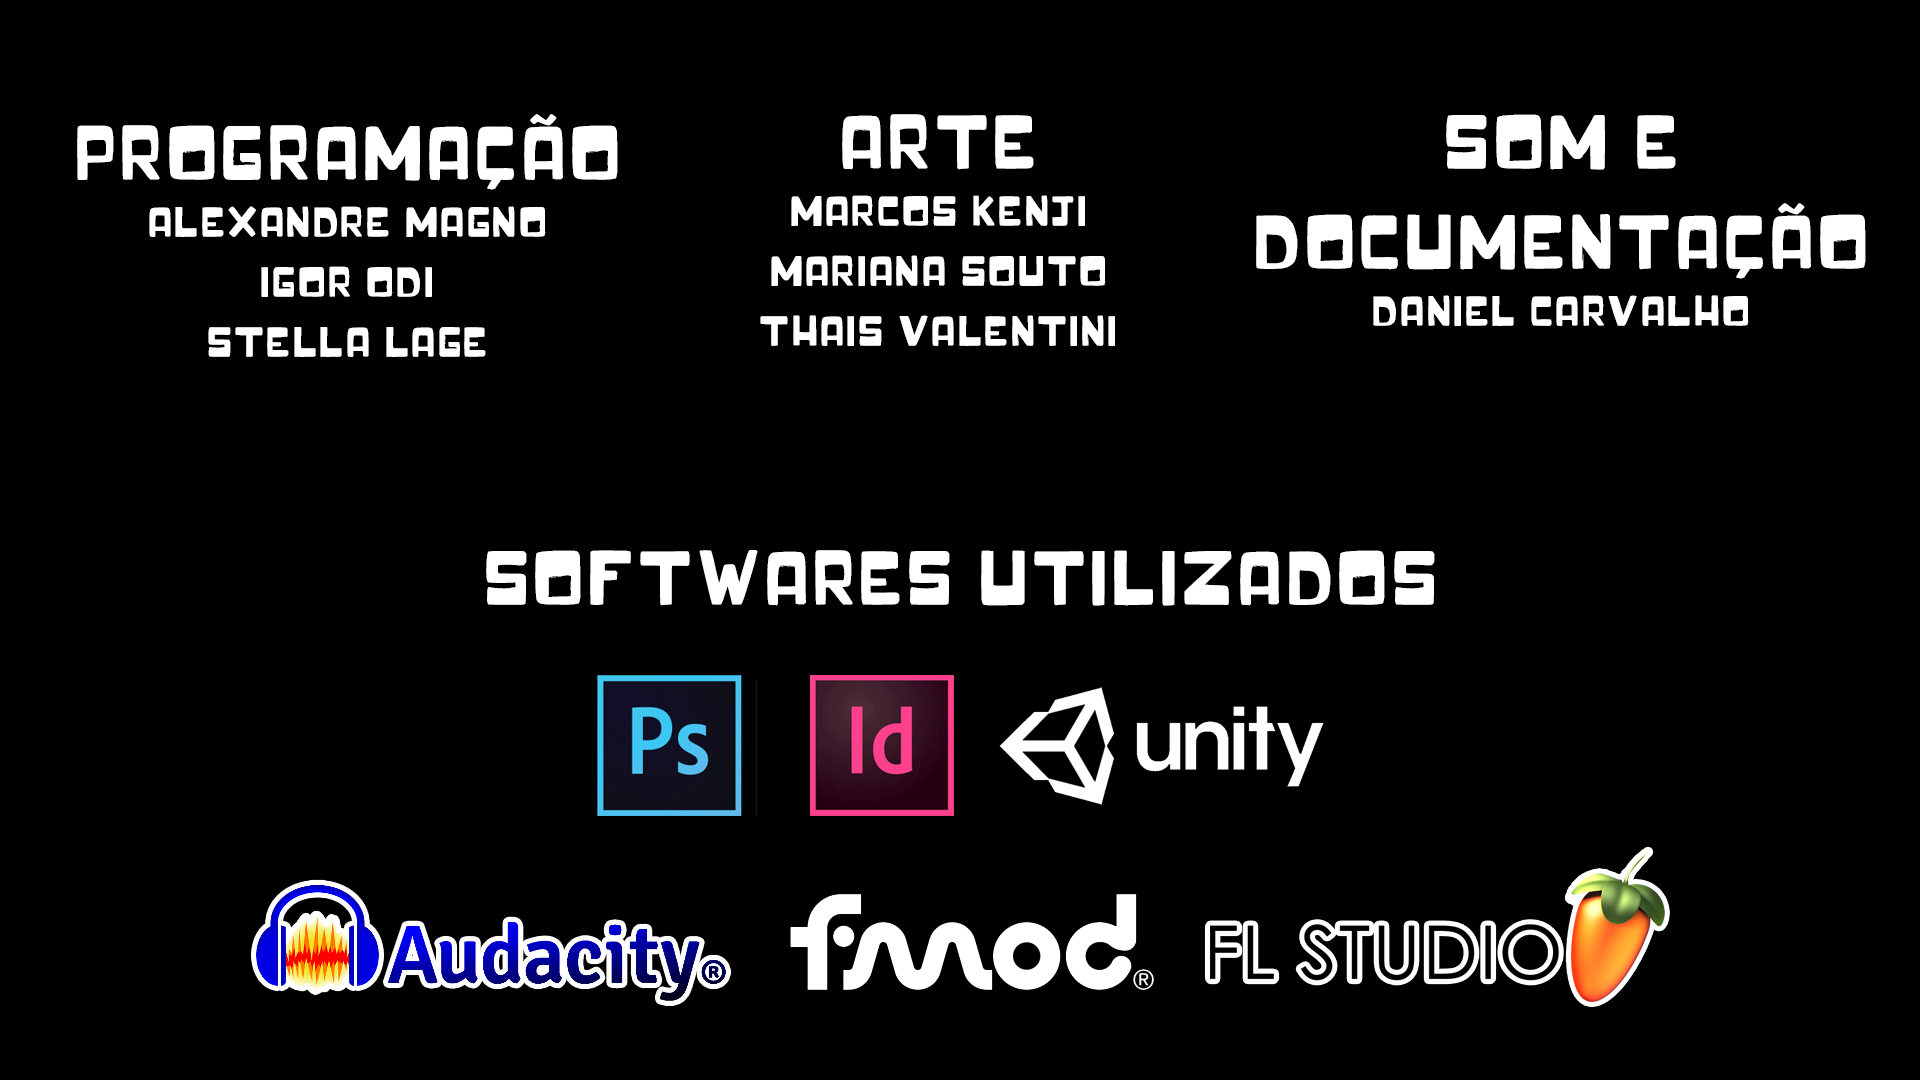 PROGRAMAÇÃO
ALEXANDRE MAGNO
IGOR ODI
STELLA LAGE
ARTE
MARCOS KENJI
MARIANA SOUTO
THAIS VALENTINI
SOM E
DOCUMENTAÇÃO
DANIEL CARVALHO
SOFTWARES UTILIZADOS
Ps
Id
unity
Audacity®
fmod®
FL STUDIO